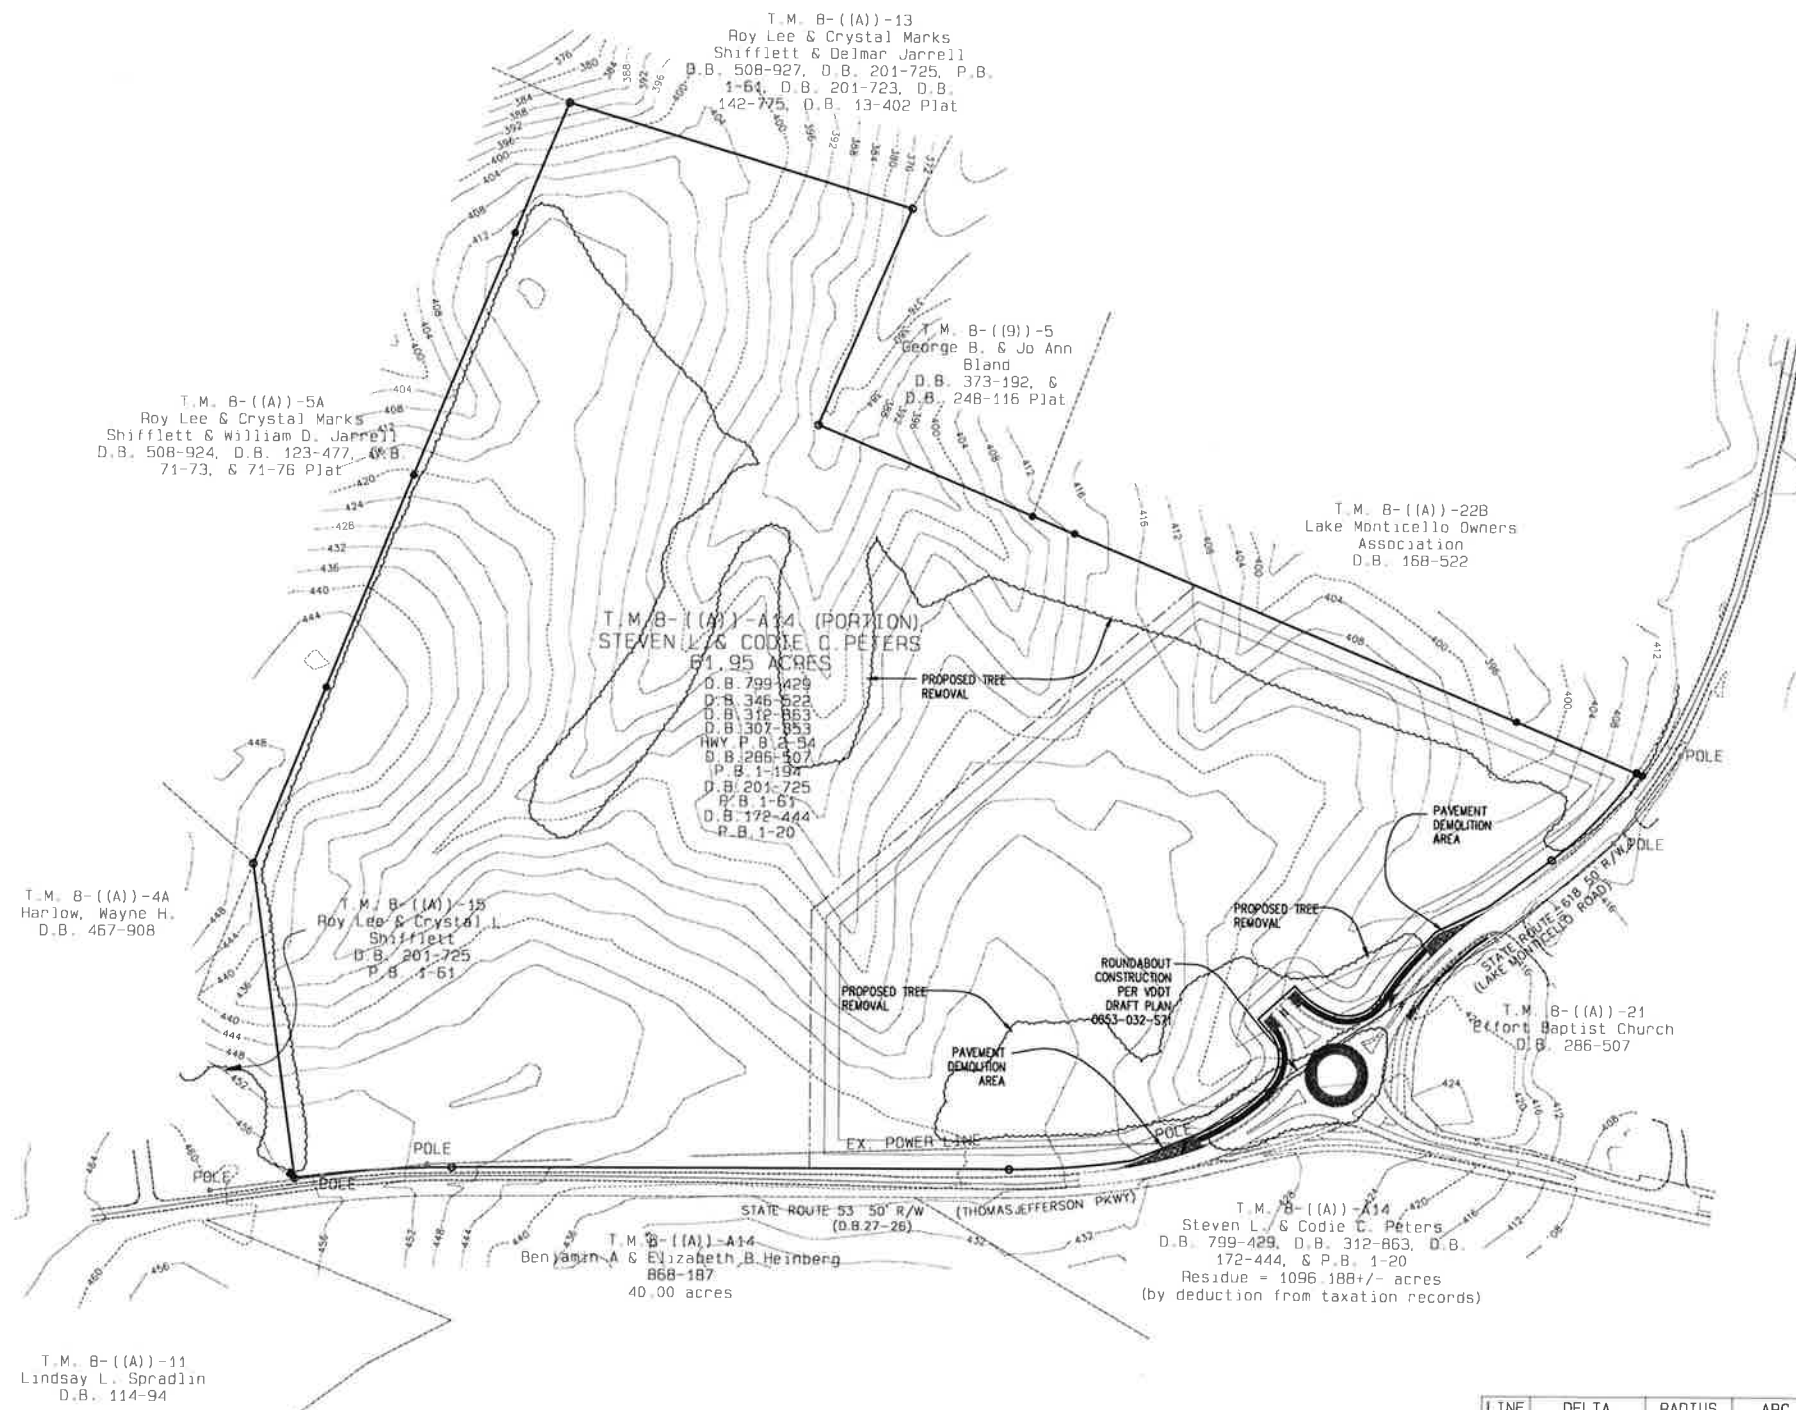 T.M. 8-((A))-13
Roy Lee & Crystal Marks
Shifflett & Delmar Jarrell
D.B. 508-927, D.B. 201-725, P.B.
1-61, D.B. 201-723, D.B.
142-775, D.B. 13-402 Plat
T.M. 8-((9))-5
George B. & Jo Ann
Bland
D.B. 373-192, &
D.B. 248-116 Plat
T.M. 8-((A))-5A
Roy Lee & Crystal Marks
Shifflett & William D. Jarrell
D.B. 508-924, D.B. 123-477, D.B.
71-73, & 71-76 Plat
T.M. 8-((A))-22B
Lake Monticello Owners
Association
D.B. 168-522
T.M. 8-((A))-A14 (PORTION)
STEVEN L. & CODIE C. PETERS
61.95 ACRES
D.B. 799-429
D.B. 346-522
D.B. 312-863
D.B. 307-853
HWY P.B. 2-54
D.B. 286-507
P.B. 1-194
D.B. 201-725
P.B. 1-61
D.B. 172-444
P.B. 1-20
PROPOSED TREE
REMOVAL
POLE
PAVEMENT
DEMOLITION
AREA
POLE
T.M. 8-((A))-4A
Harlow, Wayne H.
D.B. 467-908
T.M. 8-((A))-15
Roy Lee & Crystal L.
Shifflett
D.B. 201-725
P.B. 1-61
PROPOSED TREE
REMOVAL
STATE ROUTE 618 50' R/W
(LAKE MONTICELLO ROAD)
ROUNDABOUT
CONSTRUCTION
PER VDOT
DRAFT PLAN
0053-032-571
PROPOSED TREE
REMOVAL
T.M. 8-((A))-21
Effort Baptist Church
D.B. 286-507
PAVEMENT
DEMOLITION
AREA
POLE
EX. POWER LINE
POLE
POLE
POLE
STATE ROUTE 53 50' R/W (THOMAS JEFFERSON PKWY)
(D.B.27-26)
T.M. 8-((A))-A14
Benjamin A & Elizabeth B Heinberg
868-187
40.00 acres
T.M. 8-((A))-A14
Steven L. & Codie C. Peters
D.B. 799-429, D.B. 312-863, D.B.
172-444, & P.B. 1-20
Residue = 1096.188+/- acres
(by deduction from taxation records)
T.M. 8-((A))-11
Lindsay L. Spradlin
D.B. 114-94
LINE DELTA RADIUS ARC